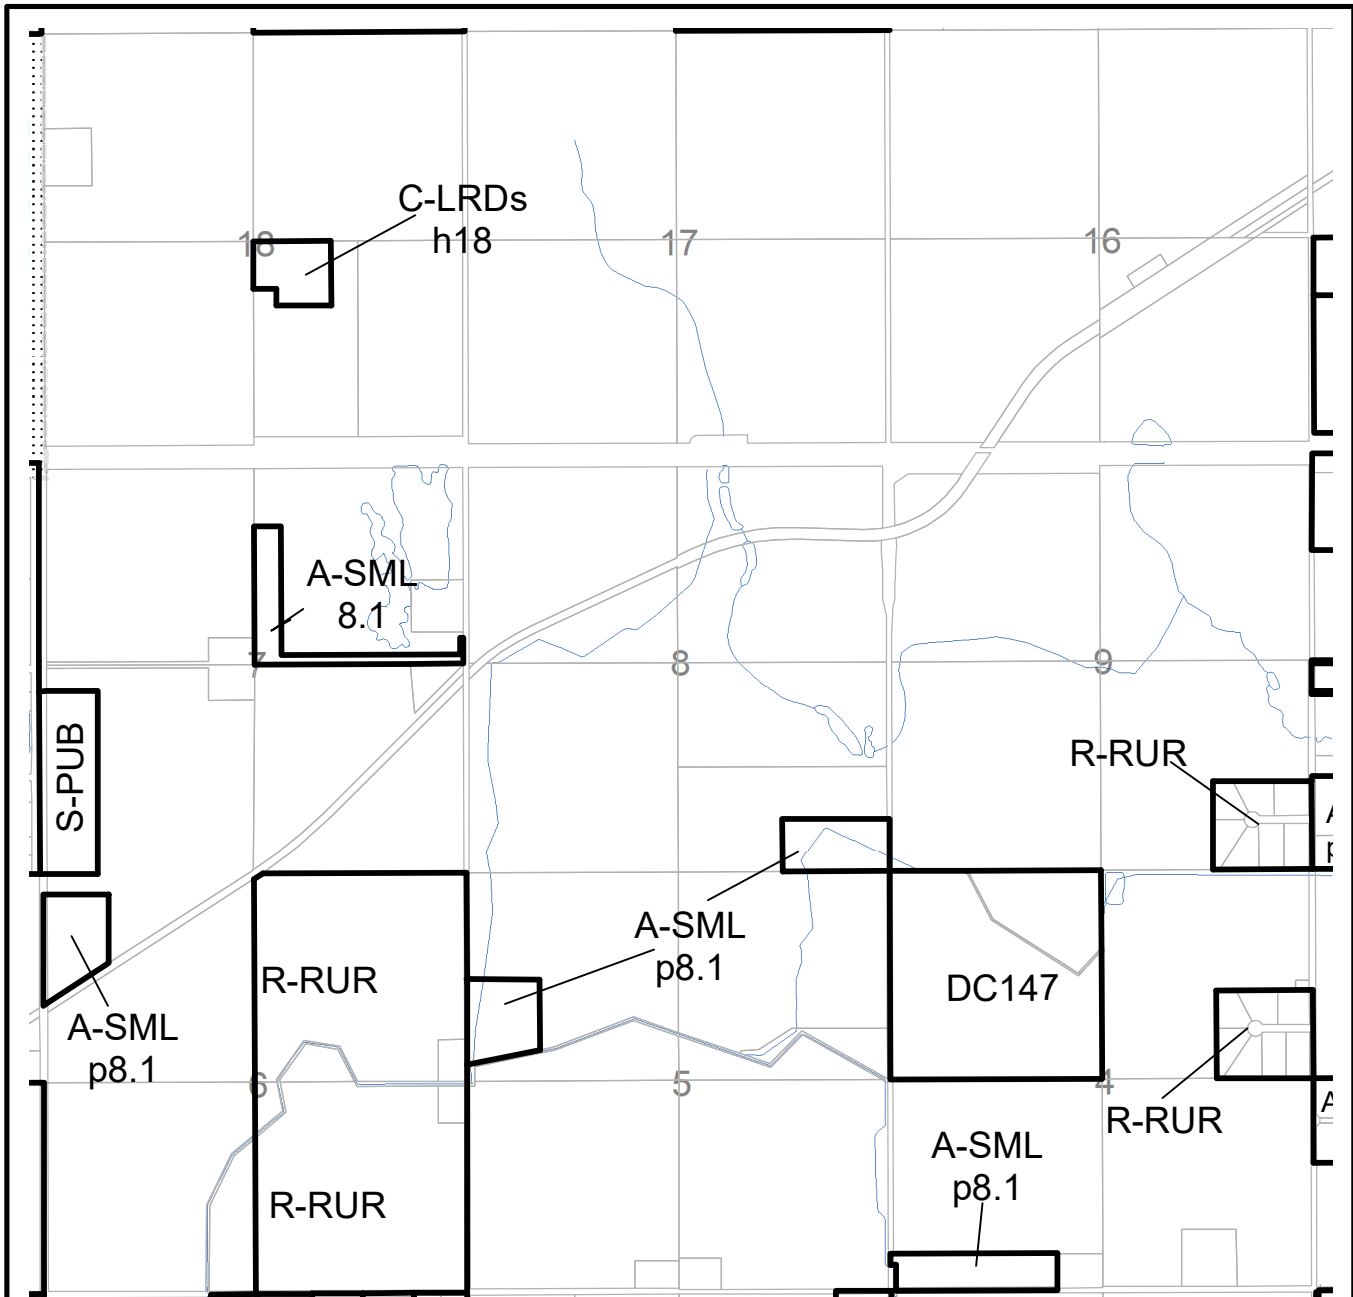 C-LRDs
h18
18
17
16
A-SML
8.1
7
8
9
S-PUB
R-RUR
A-SML
p8.1
R-RUR
DC147
A-SML
p8.1
6
5
4
R-RUR
A-SML
p8.1
R-RUR
A
p
A